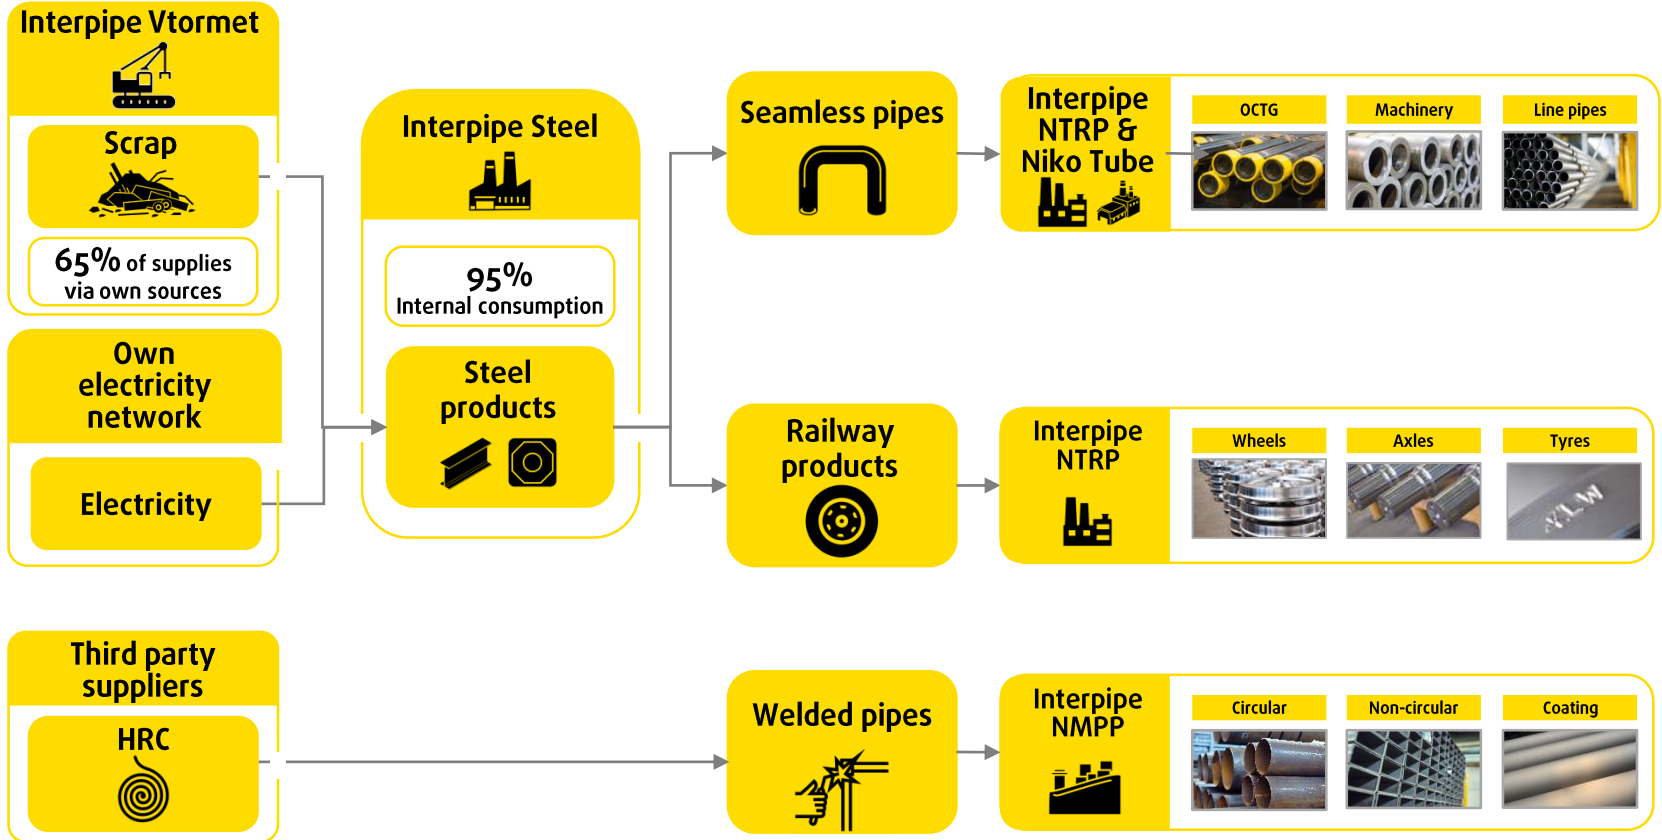 Interpipe Vtormet
Scrap
65% of supplies
via own sources
Own
electricity
network
Electricity
Interpipe Steel
95%
Internal consumption
Steel
products
Seamless pipes
Interpipe
NTRP &
Niko Tube
OCTG
Machinery
Line pipes
Railway
products
Interpipe
NTRP
Wheels
Axles
Tyres
Third party
suppliers
HRC
Welded pipes
Interpipe
NMPP
Circular
Non-circular
Coating